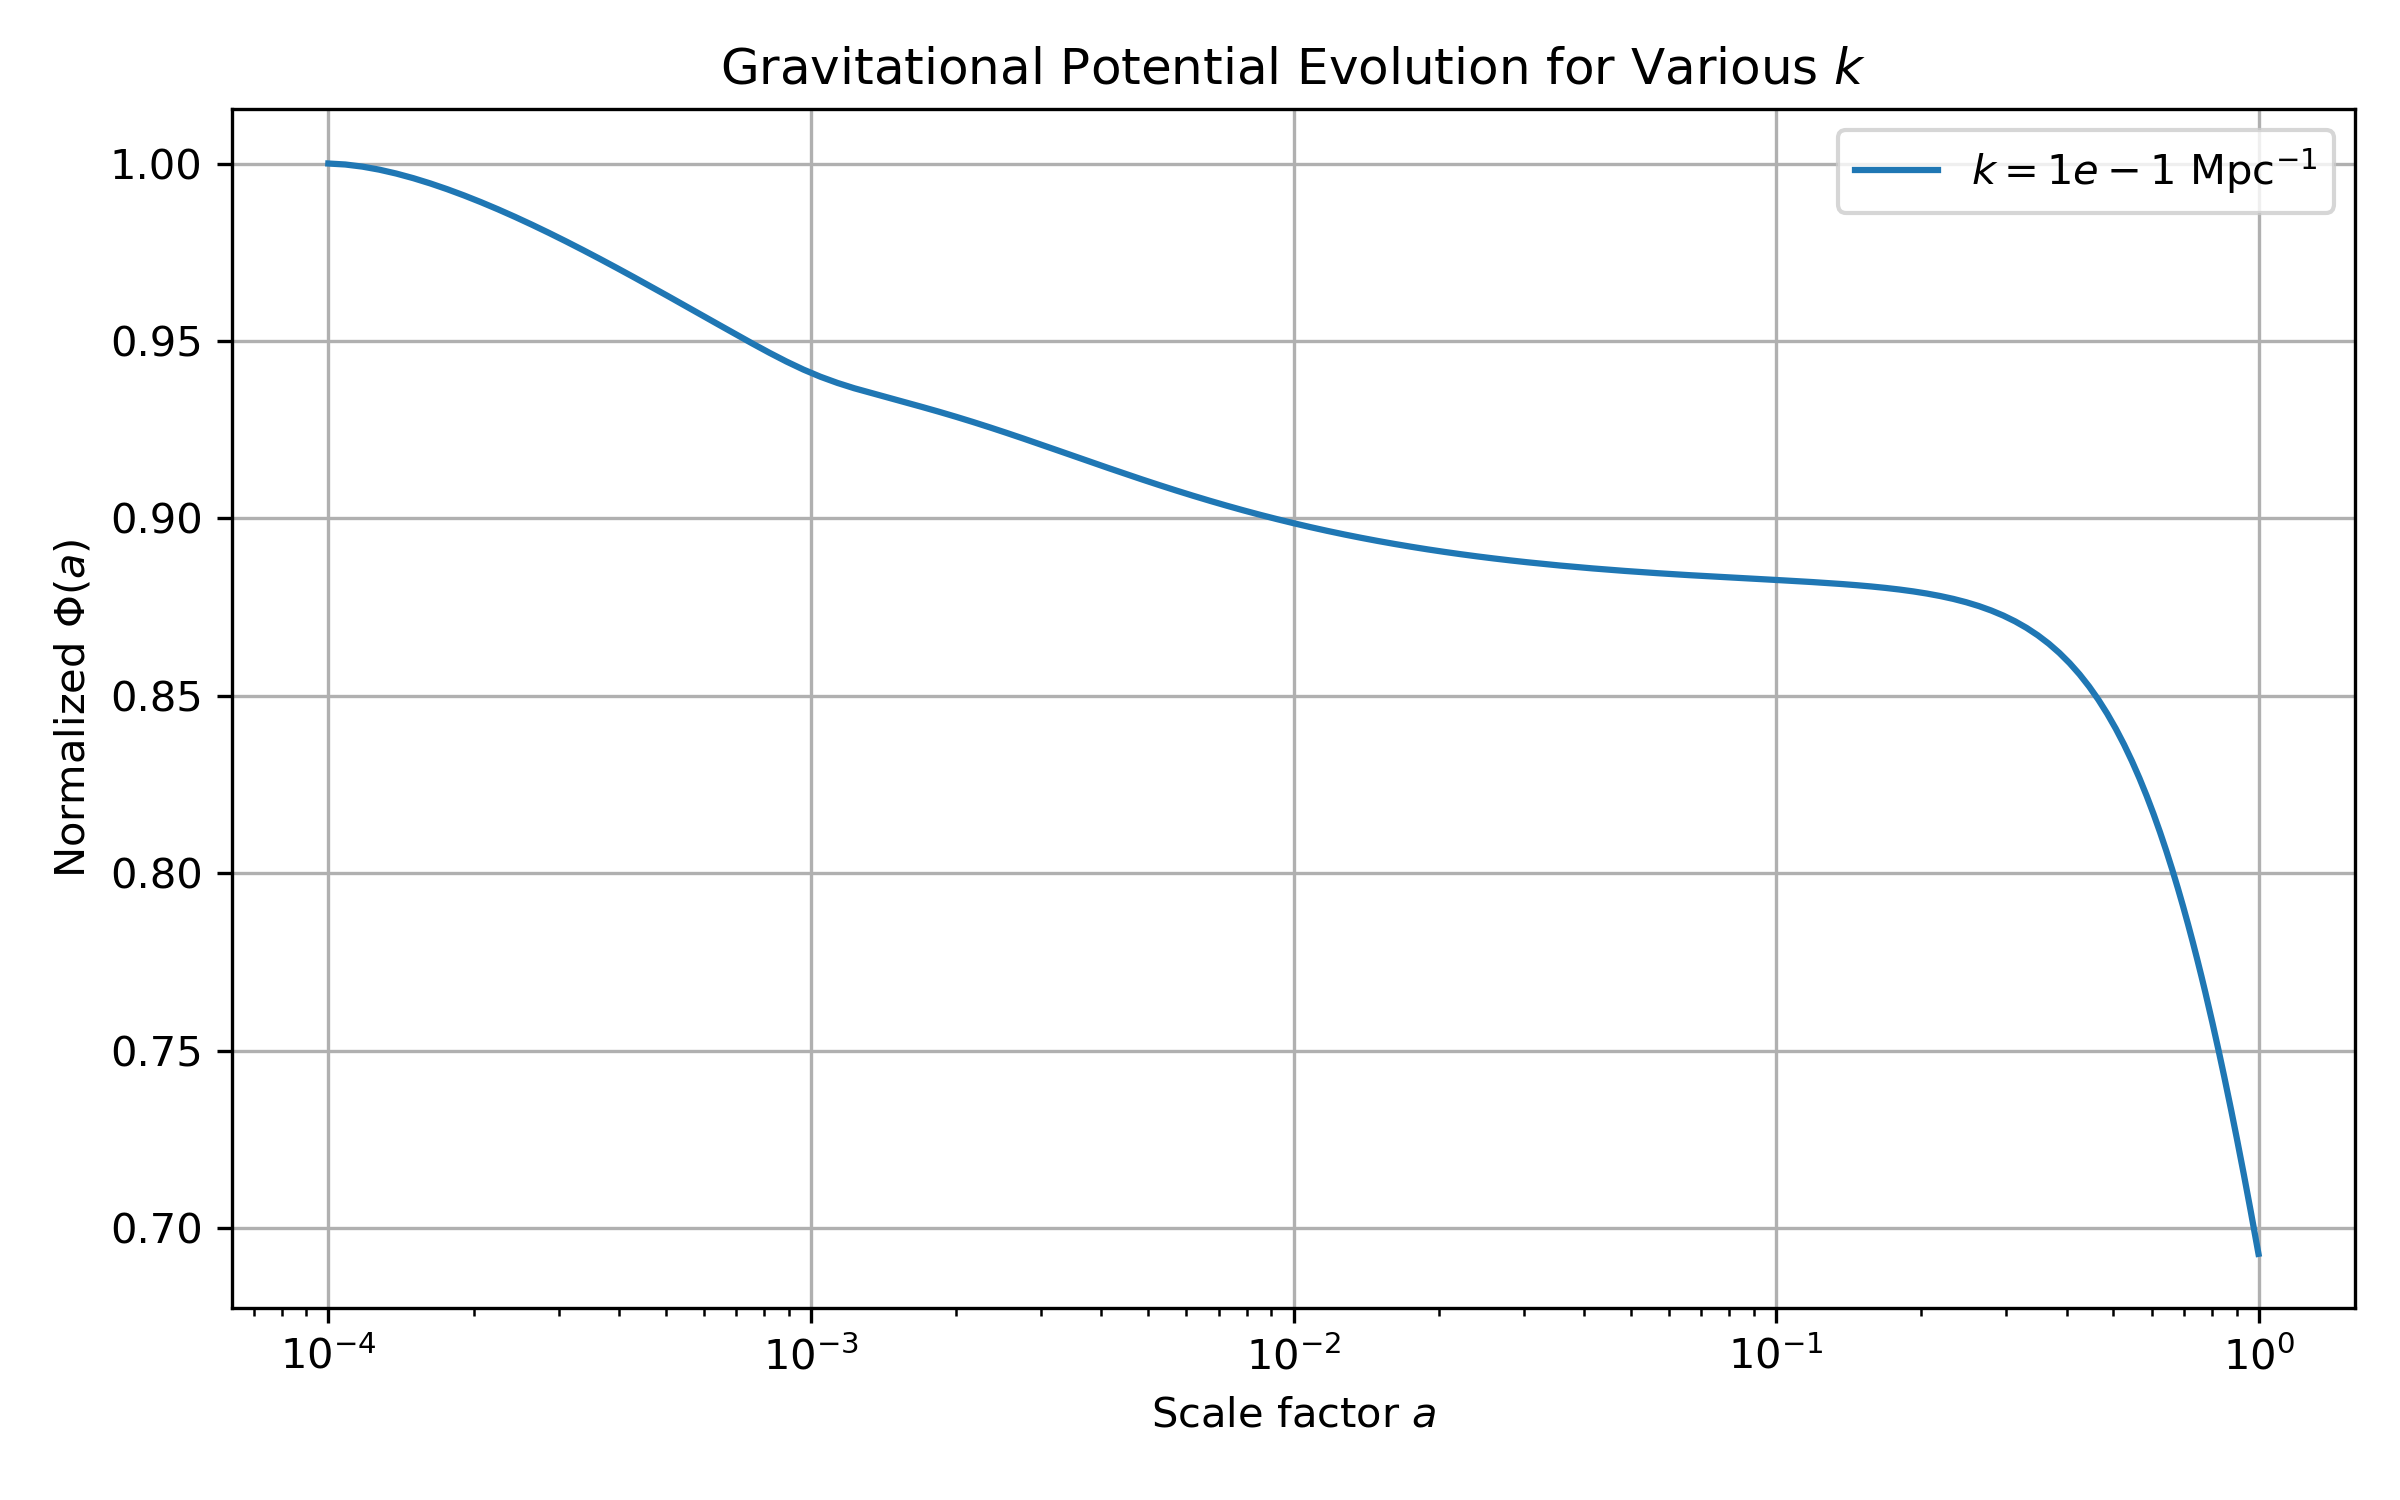 Gravitational Potential Evolution for Various k
k = 1e − 1 Mpc⁻¹
Normalized Φ(a)
1.00
0.95
0.90
0.85
0.80
0.75
0.70
10⁻⁴ 10⁻³ 10⁻² 10⁻¹ 10⁰
Scale factor a